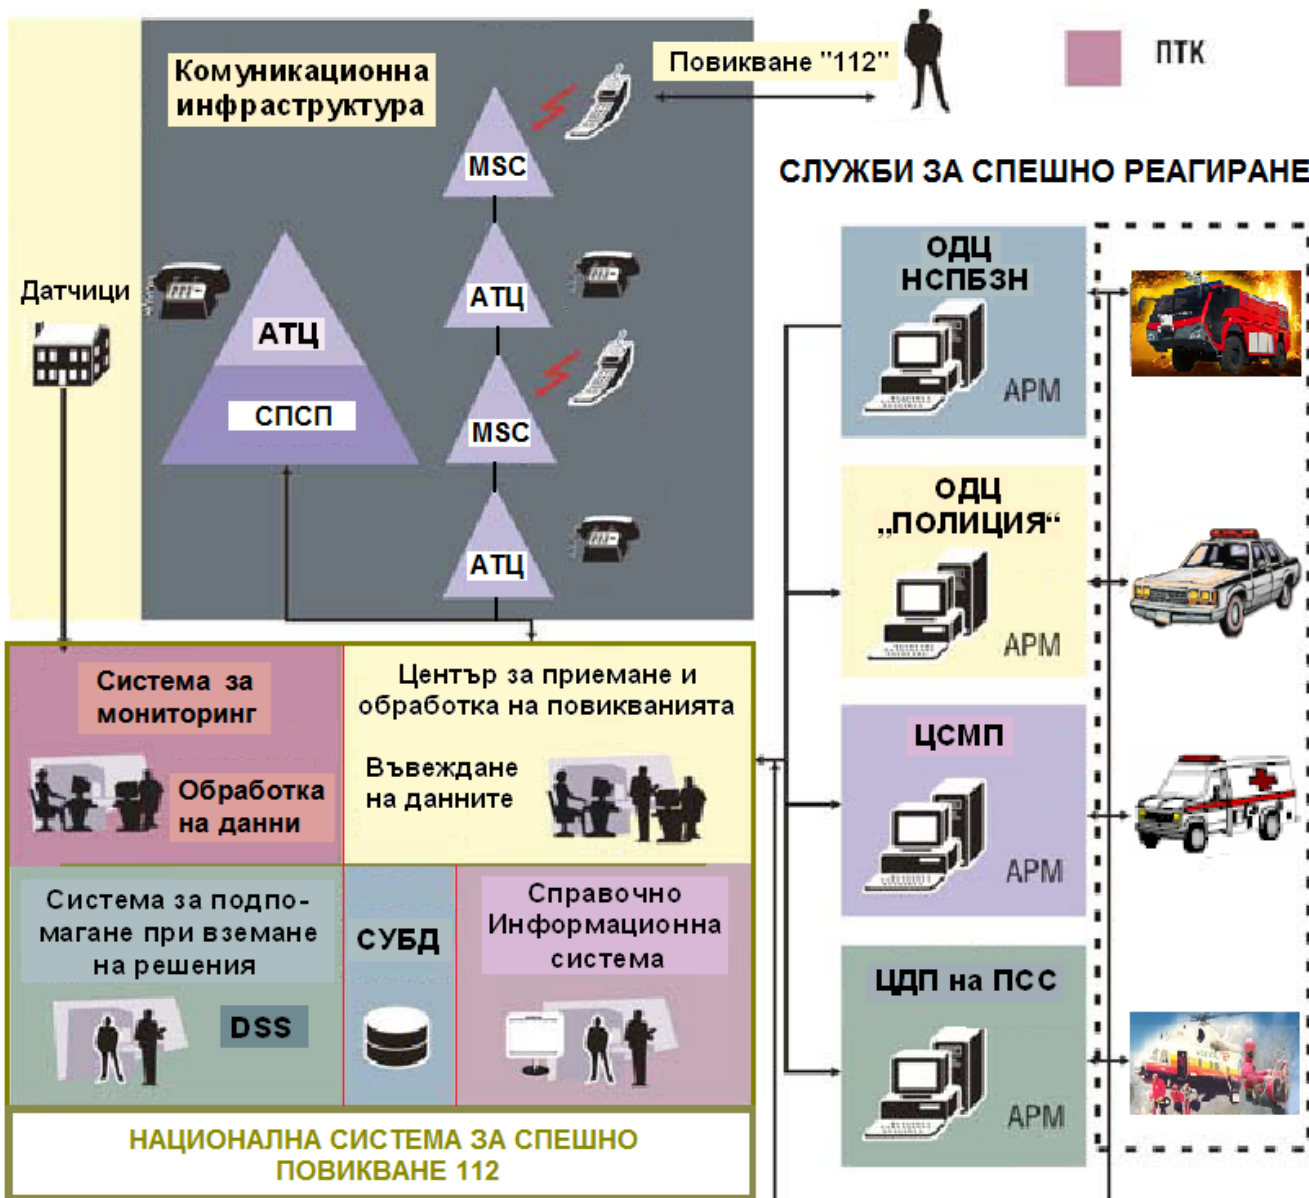 Комуникационна
инфраструктура
Повикване "112"
ПТК
MSC
СЛУЖБИ ЗА СПЕШНО РЕАГИРАНЕ
Датчици
АТЦ
СПСП
АТЦ
MSC
АТЦ
ОДЦ
НСПБЗН
АРМ
ОДЦ
„ПОЛИЦИЯ“
АРМ
ЦСМП
АРМ
ЦДП на ПСС
АРМ
Система за
мониторинг
Обработка
на данни
Център за приемане и
обработка на повикванията
Въвеждане
на данните
Система за подпо-
магане при вземане
на решения
DSS
СУБД
Справочно
Информационна
система
НАЦИОНАЛНА СИСТЕМА ЗА СПЕШНО
ПОВИКВАНЕ 112